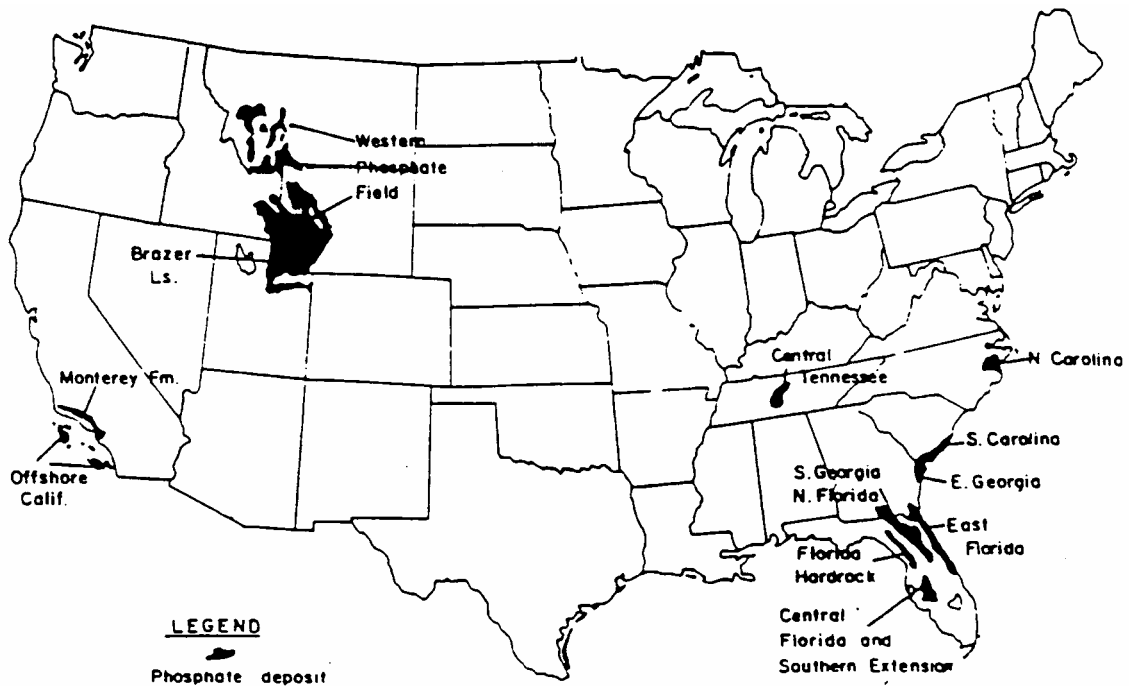 Western
Phosphate
Field
Brazer
Ls.
Monterey Fm.
Offshore
Calif.
Central
Tennessee
N Carolina
S. Carolina
E. Georgia
S. Georgia
N. Florida
East
Florida
Florida
Hardrock
Central
Florida and
Southern Extension
LEGEND
Phosphate deposit